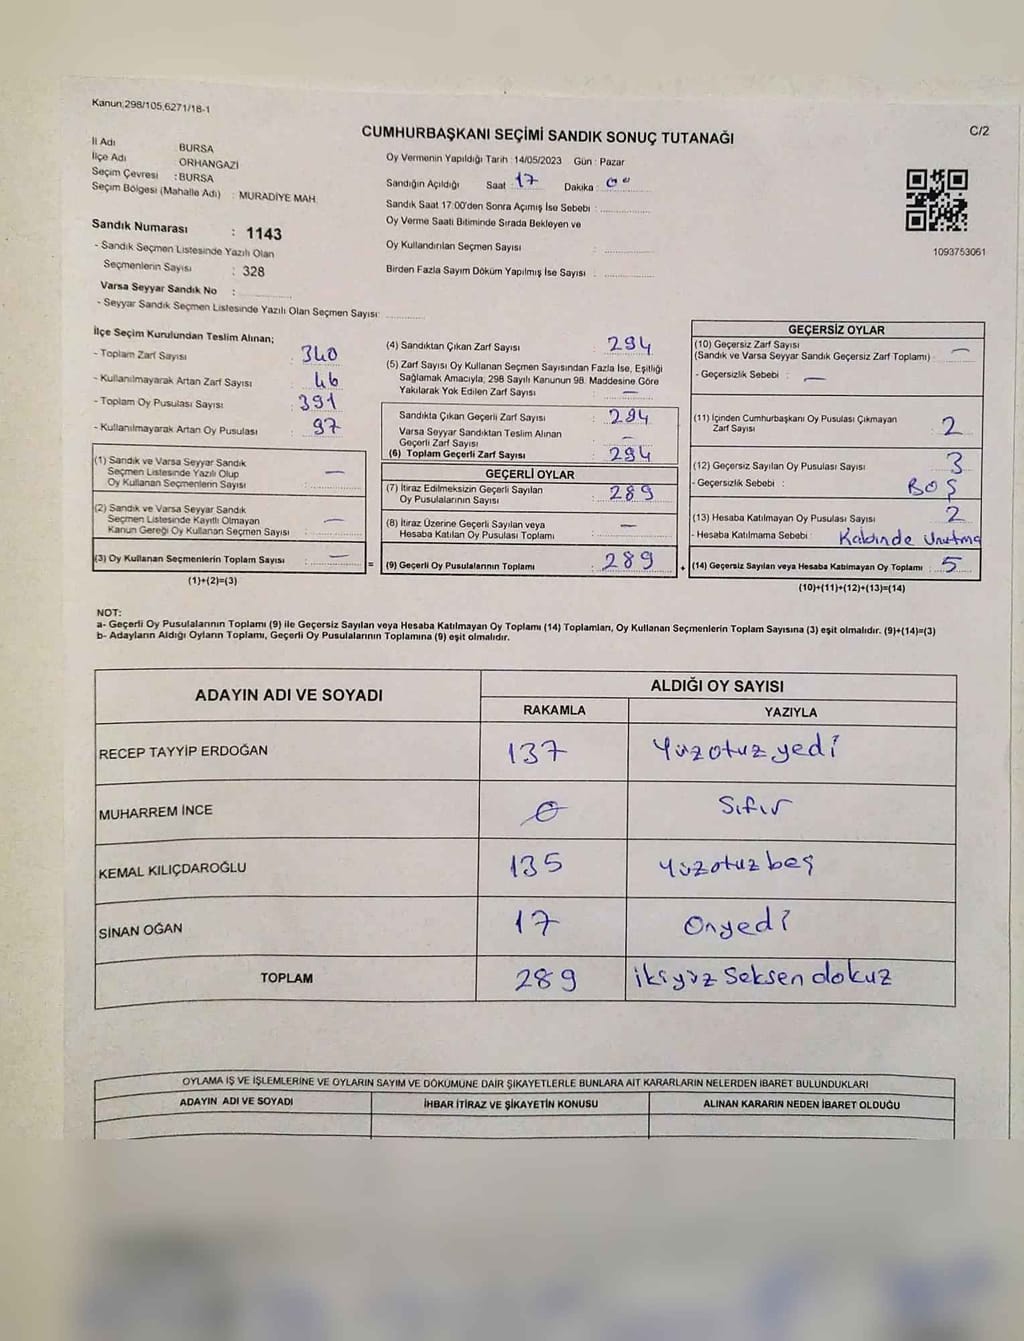 Kanun,298/105,6271/18-1
C/2
CUMHURBAŞKANI SEÇİMİ SANDIK SONUÇ TUTANAĞI
İl Adı BURSA
İlçe Adı ORHANGAZİ
Seçim Çevresi : BURSA
Seçim Bölgesi (Mahalle Adı) : MURADİYE MAH.
Oy Vermenin Yapıldığı Tarih : 14/05/2023 Gün : Pazar
Sandığın Açıldığı Saat : 17 Dakika : 00
Sandık Saat 17:00'den Sonra Açımış İse Sebebi :
Oy Verme Saati Bitiminde Sırada Bekleyen ve
Oy Kullandırılan Seçmen Sayısı :
Birden Fazla Sayım Döküm Yapılmış İse Sayısı :
1093753061
Sandık Numarası : 1143
- Sandık Seçmen Listesinde Yazılı Olan
Seçmenlerin Sayısı : 328
Varsa Seyyar Sandık No :
- Seyyar Sandık Seçmen Listesinde Yazılı Olan Seçmen Sayısı:
İlçe Seçim Kurulundan Teslim Alınan;
- Toplam Zarf Sayısı : 340
- Kullanılmayarak Artan Zarf Sayısı : 46
- Toplam Oy Pusulası Sayısı : 391
- Kullanılmayarak Artan Oy Pusulası : 97
(1) Sandık ve Varsa Seyyar Sandık
Seçmen Listesinde Yazılı Olup
Oy Kullanan Seçmenlerin Sayısı : —
(2) Sandık ve Varsa Seyyar Sandık
Seçmen Listesinde Kayıtlı Olmayan
Kanun Gereği Oy Kullanan Seçmen Sayısı : —
(3) Oy Kullanan Seçmenlerin Toplam Sayısı : —
(1)+(2)=(3)
(4) Sandıktan Çıkan Zarf Sayısı : 294
(5) Zarf Sayısı Oy Kullanan Seçmen Sayısından Fazla İse, Eşitliği
Sağlamak Amacıyla; 298 Sayılı Kanunun 98. Maddesine Göre
Yakılarak Yok Edilen Zarf Sayısı : —
Sandıkta Çıkan Geçerli Zarf Sayısı : 294
Varsa Seyyar Sandıktan Teslim Alınan
Geçerli Zarf Sayısı : —
(6) Toplam Geçerli Zarf Sayısı : 294
GEÇERLİ OYLAR
(7) İtiraz Edilmeksizin Geçerli Sayılan
Oy Pusulalarının Sayısı : 289
(8) İtiraz Üzerine Geçerli Sayılan veya
Hesaba Katılan Oy Pusulası Toplamı : —
= (9) Geçerli Oy Pusulalarının Toplamı : 289 +
GEÇERSİZ OYLAR
(10) Geçersiz Zarf Sayısı
(Sandık ve Varsa Seyyar Sandık Geçersiz Zarf Toplamı) : —
- Geçersizlik Sebebi : —
(11) İçinden Cumhurbaşkanı Oy Pusulası Çıkmayan
Zarf Sayısı : 2
(12) Geçersiz Sayılan Oy Pusulası Sayısı : 3
- Geçersizlik Sebebi : BOŞ
(13) Hesaba Katılmayan Oy Pusulası Sayısı : 2
- Hesaba Katılmama Sebebi : Kabinde Unutma
(14) Geçersiz Sayılan veya Hesaba Katılmayan Oy Toplamı : 5
(10)+(11)+(12)+(13)=(14)
NOT:
a- Geçerli Oy Pusulalarının Toplamı (9) ile Geçersiz Sayılan veya Hesaba Katılmayan Oy Toplamı (14) Toplamları, Oy Kullanan Seçmenlerin Toplam Sayısına (3) eşit olmalıdır. (9)+(14)=(3)
b- Adayların Aldığı Oyların Toplamı, Geçerli Oy Pusulalarının Toplamına (9) eşit olmalıdır.
ADAYIN ADI VE SOYADI ALDIĞI OY SAYISI
RAKAMLA YAZIYLA
RECEP TAYYİP ERDOĞAN 137 Yüzotuzyedi
MUHARREM İNCE 0 Sıfır
KEMAL KILIÇDAROĞLU 135 Yüzotuzbeş
SİNAN OĞAN 17 Onyedi
TOPLAM 289 ikiyüz Seksen dokuz
OYLAMA İŞ VE İŞLEMLERİNE VE OYLARIN SAYIM VE DÖKÜMÜNE DAİR ŞİKAYETLERLE BUNLARA AİT KARARLARIN NELERDEN İBARET BULUNDUKLARI
ADAYIN ADI VE SOYADI İHBAR İTİRAZ VE ŞİKAYETİN KONUSU ALINAN KARARIN NEDEN İBARET OLDUĞU